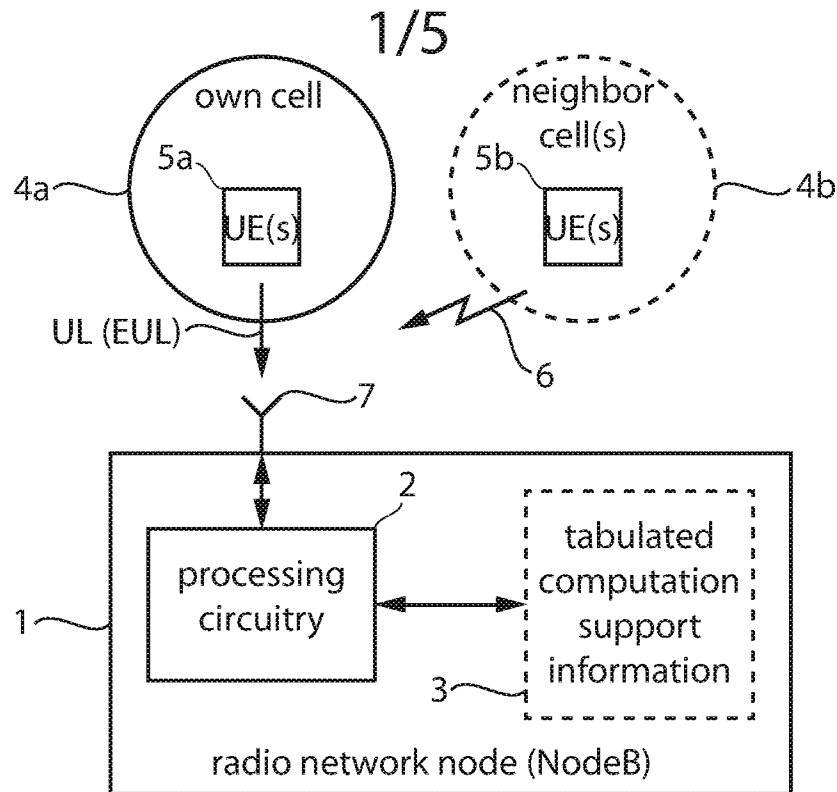 1/5
own cell
neighbor
cell(s)
5a
5b
4a
4b
UE(s)
UE(s)
UL (EUL)
6
7
2
processing
circuitry
tabulated
computation
support
information
1
3
radio network node (NodeB)